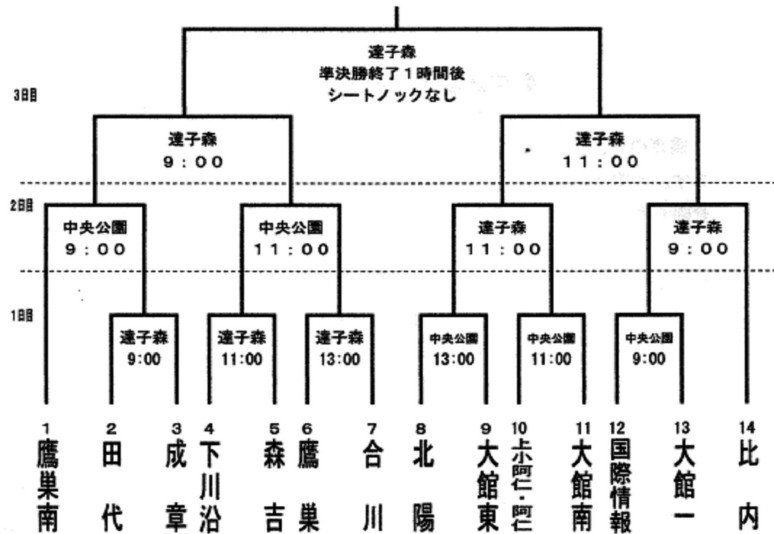 達子森
準決勝終了1時間後
シートノックなし
3日目
達子森
9:00
達子森
11:00
2日目
中央公園
9:00
中央公園
11:00
達子森
11:00
達子森
9:00
1日目
達子森
9:00
達子森
11:00
達子森
13:00
中央公園
13:00
中央公園
11:00
中央公園
9:00
1
鷹巣南
2
田代
3
成章
4
下川沿
5
森吉
6
鷹巣
7
合川
8
北陽
9
大館東
10
上小阿仁・阿仁
11
大館南
12
国際情報
13
大館一
14
比内